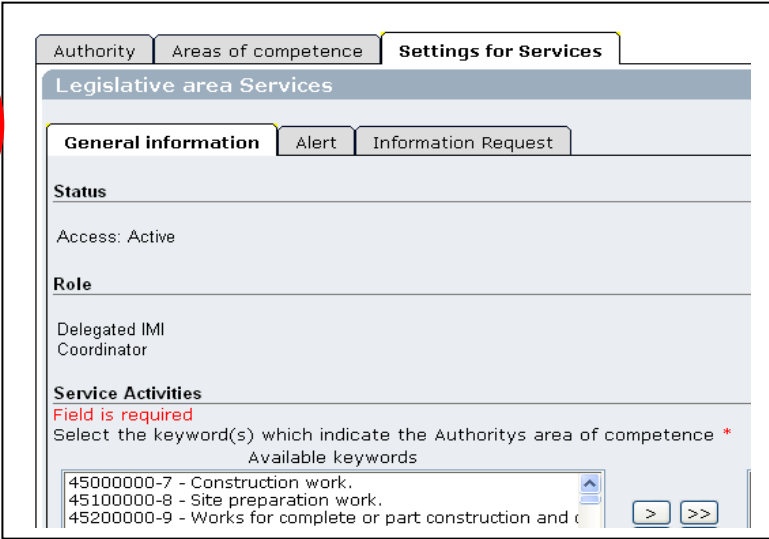 Authority Areas of competence Settings for Services
Legislative area Services
General information Alert Information Request
Status
Access: Active
Role
Delegated IMI
Coordinator
Service Activities
Field is required
Select the keyword(s) which indicate the Authoritys area of competence *
Available keywords
45000000-7 - Construction work.
45100000-8 - Site preparation work.
45200000-9 - Works for complete or part construction and
> >>